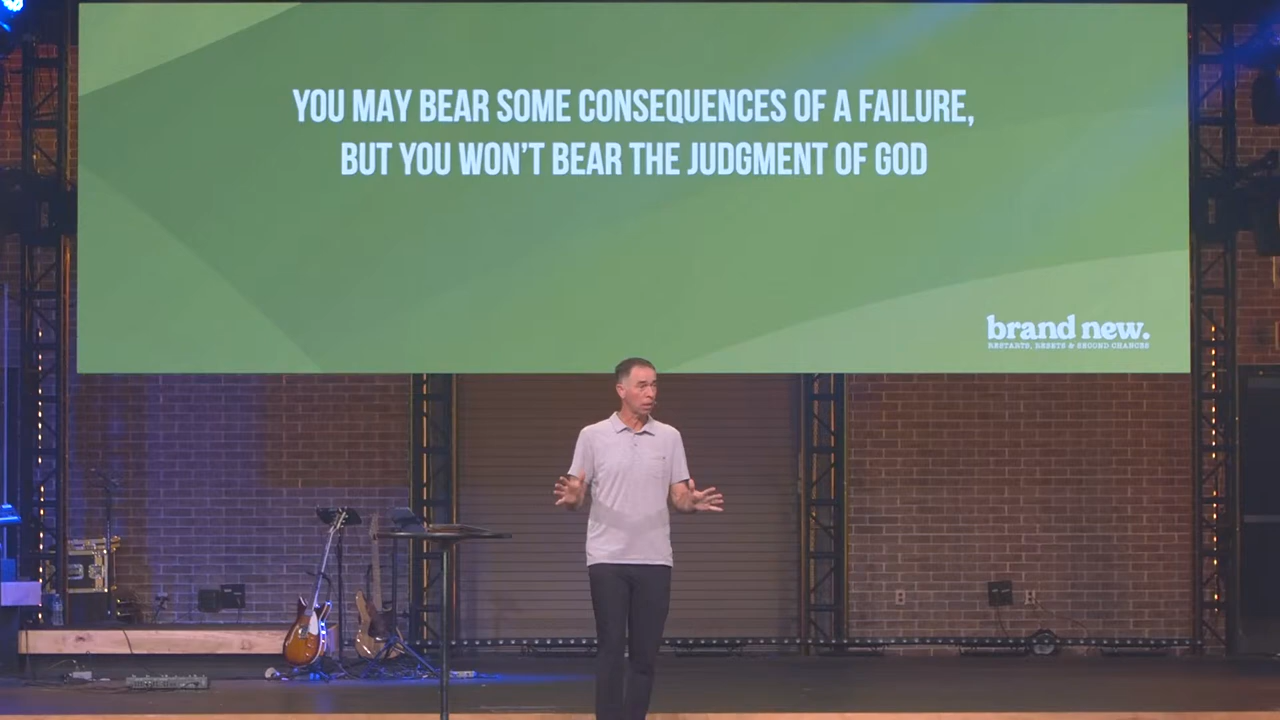 YOU MAY BEAR SOME CONSEQUENCES OF A FAILURE,
BUT YOU WON'T BEAR THE JUDGMENT OF GOD
brand new.
RESTARTS, RESETS & SECOND CHANCES